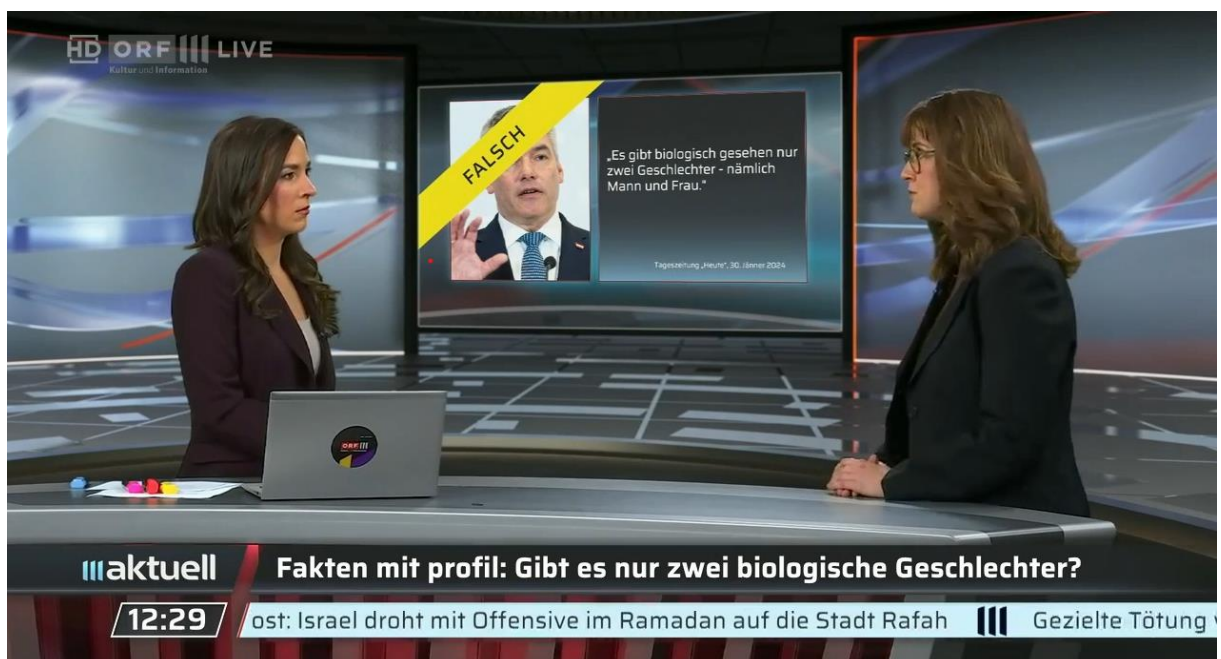 HD ORF III LIVE
Kultur und Information
FALSCH
„Es gibt biologisch gesehen nur
zwei Geschlechter - nämlich
Mann und Frau.“
Tageszeitung „Heute“, 30. Jänner 2024
ORF III
III aktuell
Fakten mit profil: Gibt es nur zwei biologische Geschlechter?
12:29
ost: Israel droht mit Offensive im Ramadan auf die Stadt Rafah III Gezielte Tötung